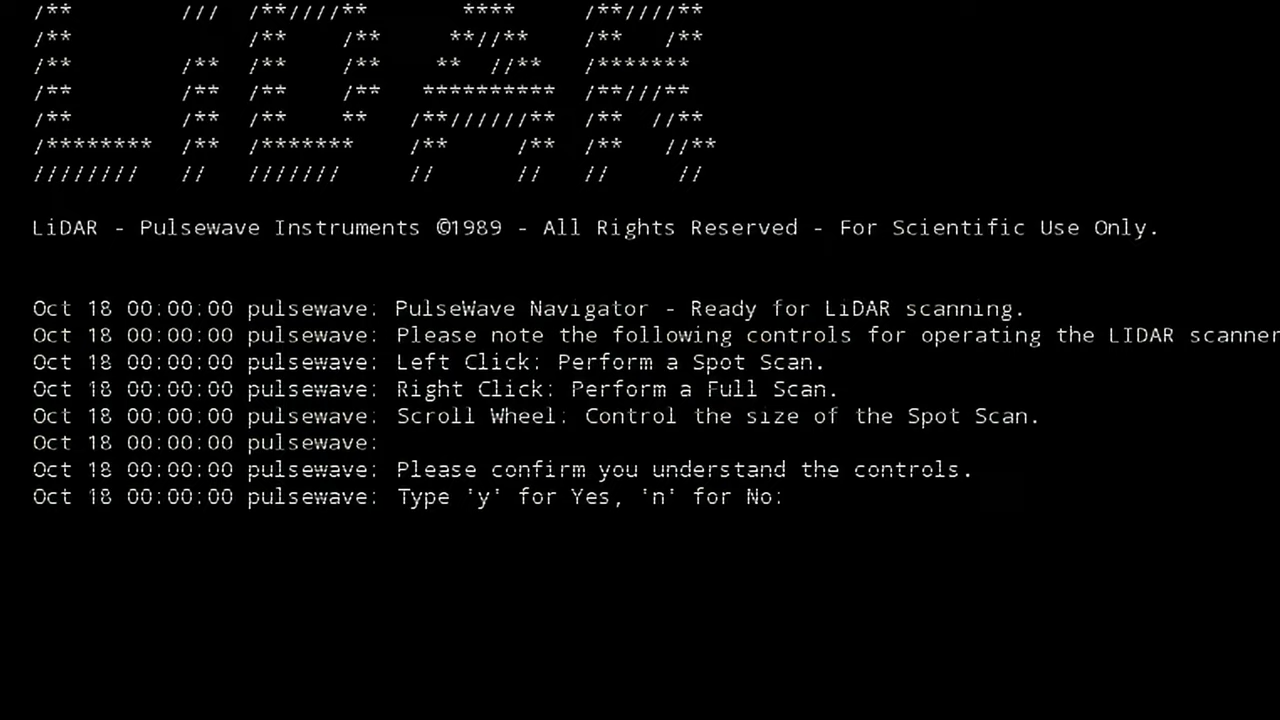 /**         ///  /**////**        ****      /**////**
/**              /**    /**      **//**     /**   /**
/**         /**  /**    /**     **  //**    /*******
/**         /**  /**    /**    **********   /**///**
/**         /**  /**    **    /**//////**   /**  //**
/********   /**  /*******     /**     /**   /**   //**
////////    //   ///////      //      //    //     //
LiDAR - Pulsewave Instruments ©1989 - All Rights Reserved - For Scientific Use Only.
Oct 18 00:00:00 pulsewave: PulseWave Navigator - Ready for LiDAR scanning.
Oct 18 00:00:00 pulsewave: Please note the following controls for operating the LIDAR scanner
Oct 18 00:00:00 pulsewave: Left Click: Perform a Spot Scan.
Oct 18 00:00:00 pulsewave: Right Click: Perform a Full Scan.
Oct 18 00:00:00 pulsewave: Scroll Wheel: Control the size of the Spot Scan.
Oct 18 00:00:00 pulsewave:
Oct 18 00:00:00 pulsewave: Please confirm you understand the controls.
Oct 18 00:00:00 pulsewave: Type 'y' for Yes, 'n' for No: